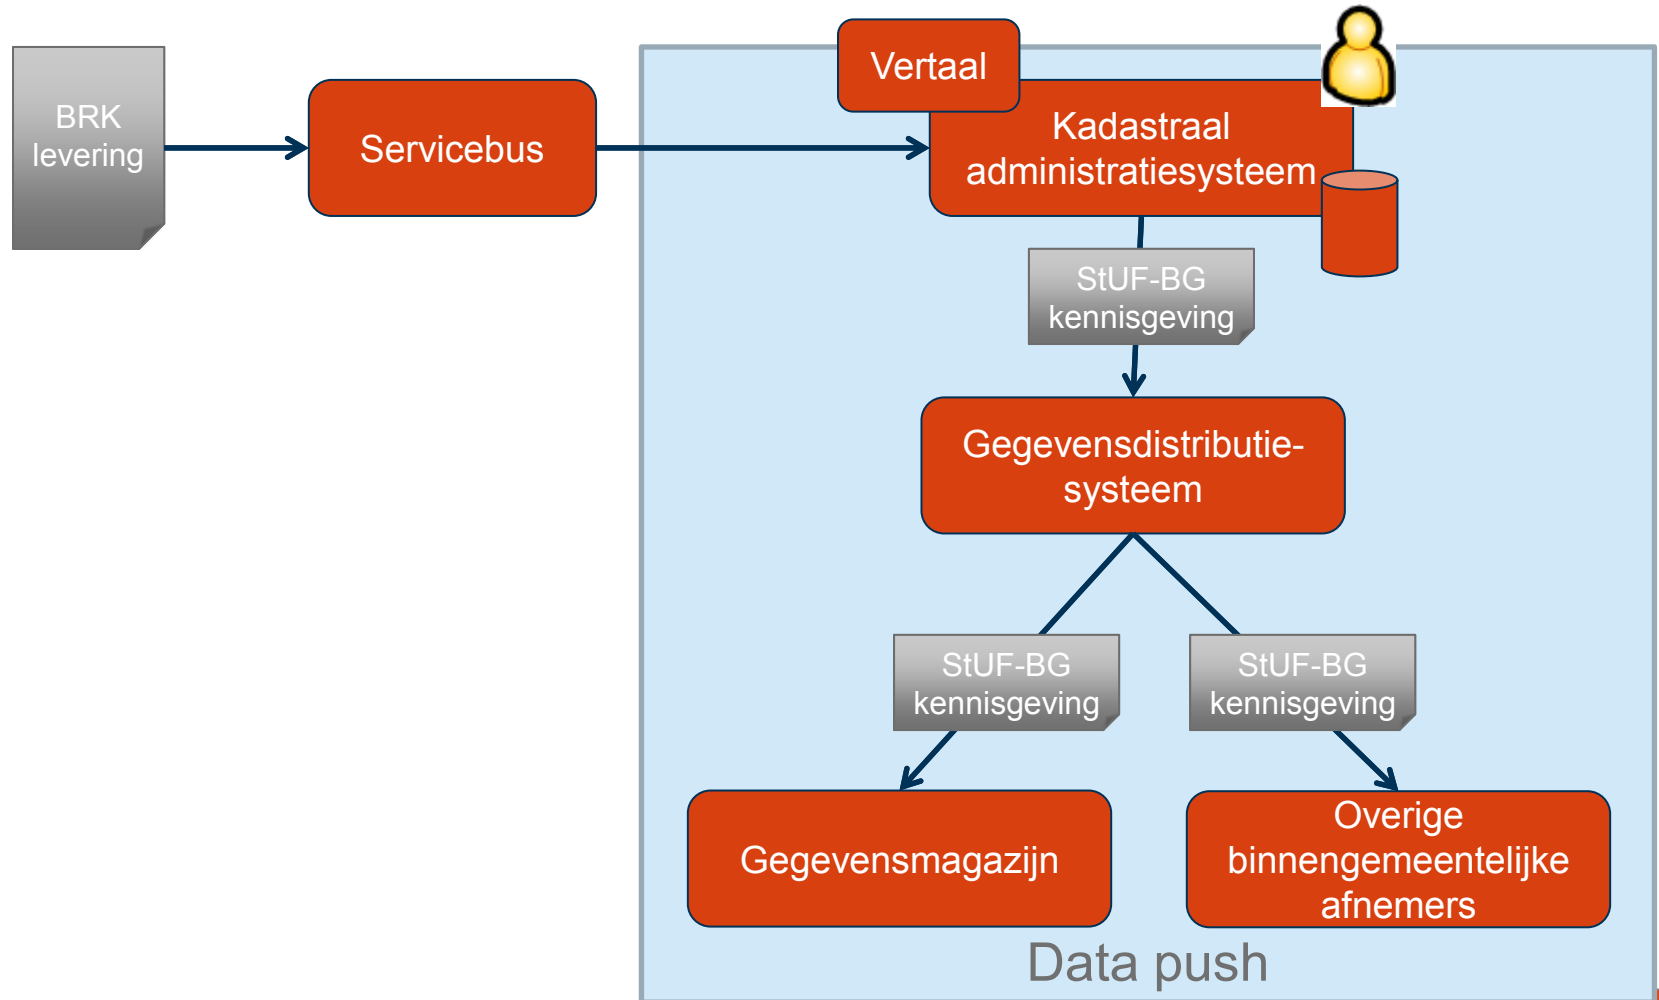 BRK
levering
Servicebus
Vertaal
Kadastraal
administratiesysteem
StUF-BG
kennisgeving
Gegevensdistributie-
systeem
StUF-BG
kennisgeving
StUF-BG
kennisgeving
Gegevensmagazijn
Overige
binnengemeentelijke
afnemers
Data push